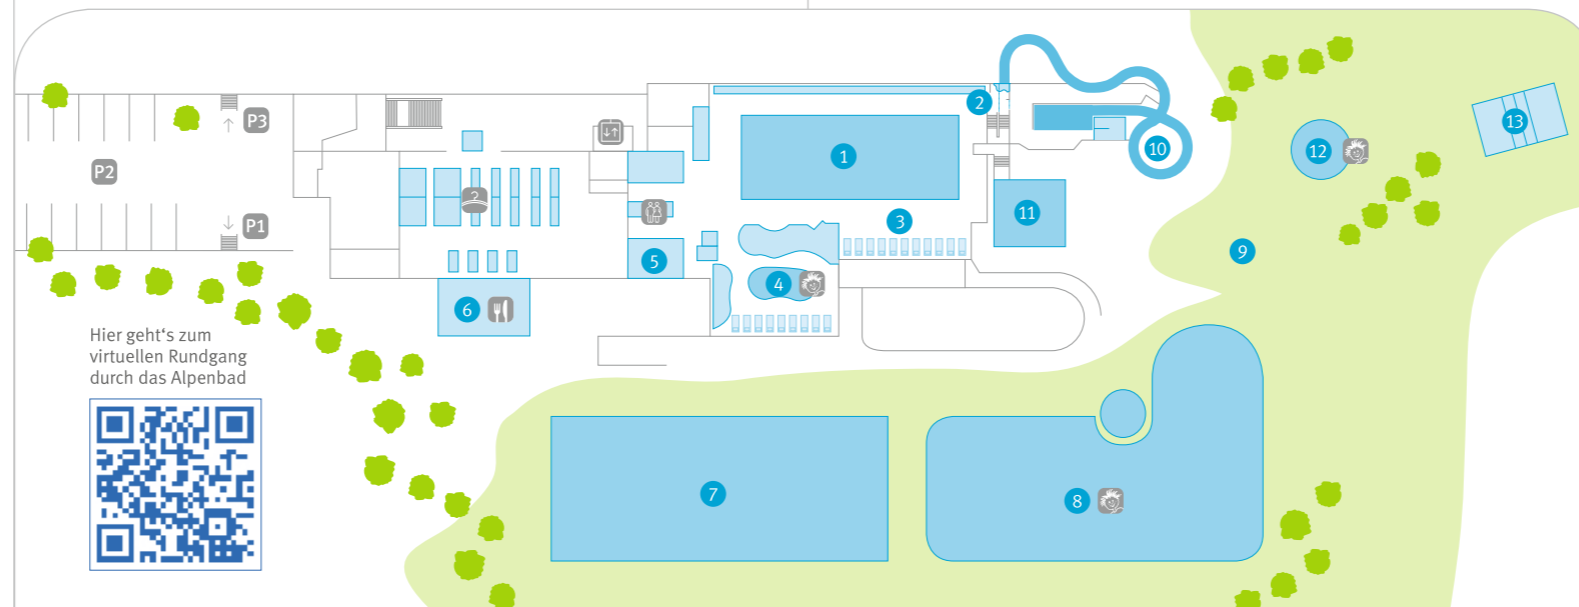 P3
P2
P1
2
1
2
3
4
5
6
7
8
9
10
11
12
13
Hier geht‘s zum
virtuellen Rundgang
durch das Alpenbad